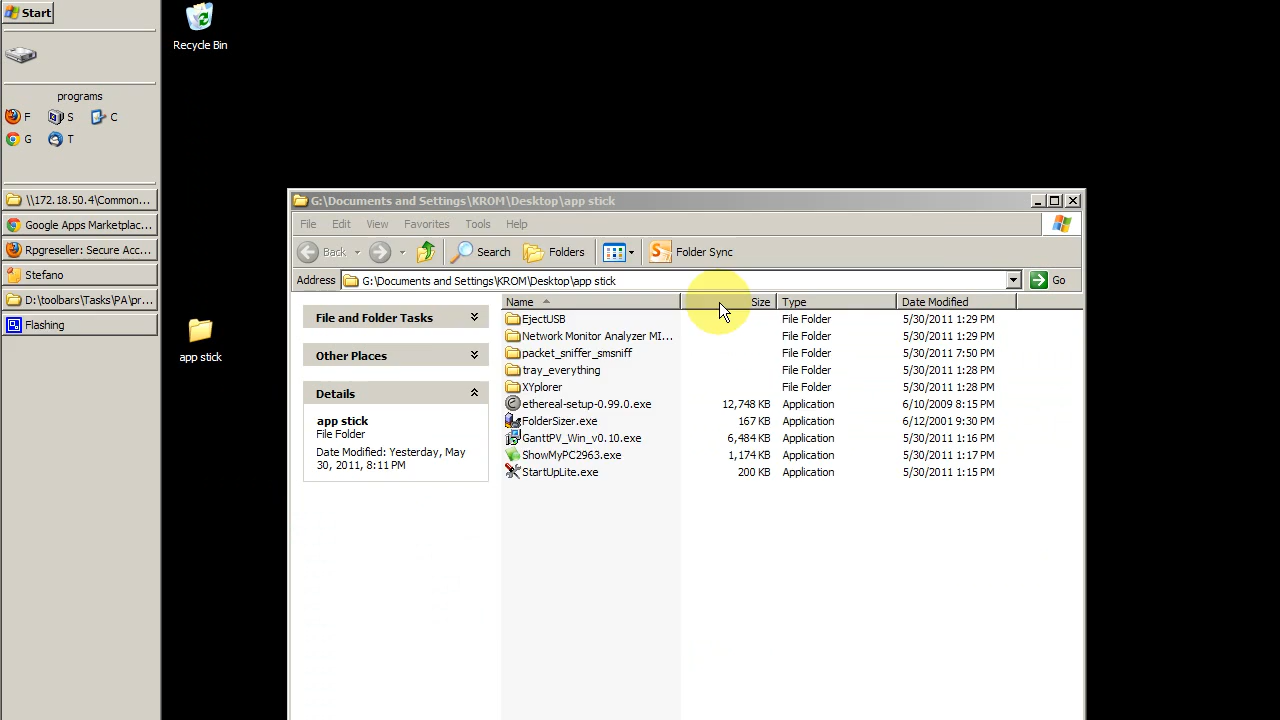 Start
Recycle Bin
programs
F S C
G T
\\172.18.50.4\Common...
Google Apps Marketplac...
Rpgreseller: Secure Acc...
Stefano
D:\toolbars\Tasks\PA\pr...
Flashing
app stick
G:\Documents and Settings\KROM\Desktop\app stick
File Edit View Favorites Tools Help
Back Search Folders Folder Sync
Address G:\Documents and Settings\KROM\Desktop\app stick Go
File and Folder Tasks
Other Places
Details
app stick
File Folder
Date Modified: Yesterday, May
30, 2011, 8:11 PM
Name Size Type Date Modified
EjectUSB File Folder 5/30/2011 1:29 PM
Network Monitor Analyzer MI... File Folder 5/30/2011 1:29 PM
packet_sniffer_smsniff File Folder 5/30/2011 7:50 PM
tray_everything File Folder 5/30/2011 1:28 PM
XYplorer File Folder 5/30/2011 1:28 PM
ethereal-setup-0.99.0.exe 12,748 KB Application 6/10/2009 8:15 PM
FolderSizer.exe 167 KB Application 6/12/2001 9:30 PM
GanttPV_Win_v0.10.exe 6,484 KB Application 5/30/2011 1:16 PM
ShowMyPC2963.exe 1,174 KB Application 5/30/2011 1:17 PM
StartUpLite.exe 200 KB Application 5/30/2011 1:15 PM